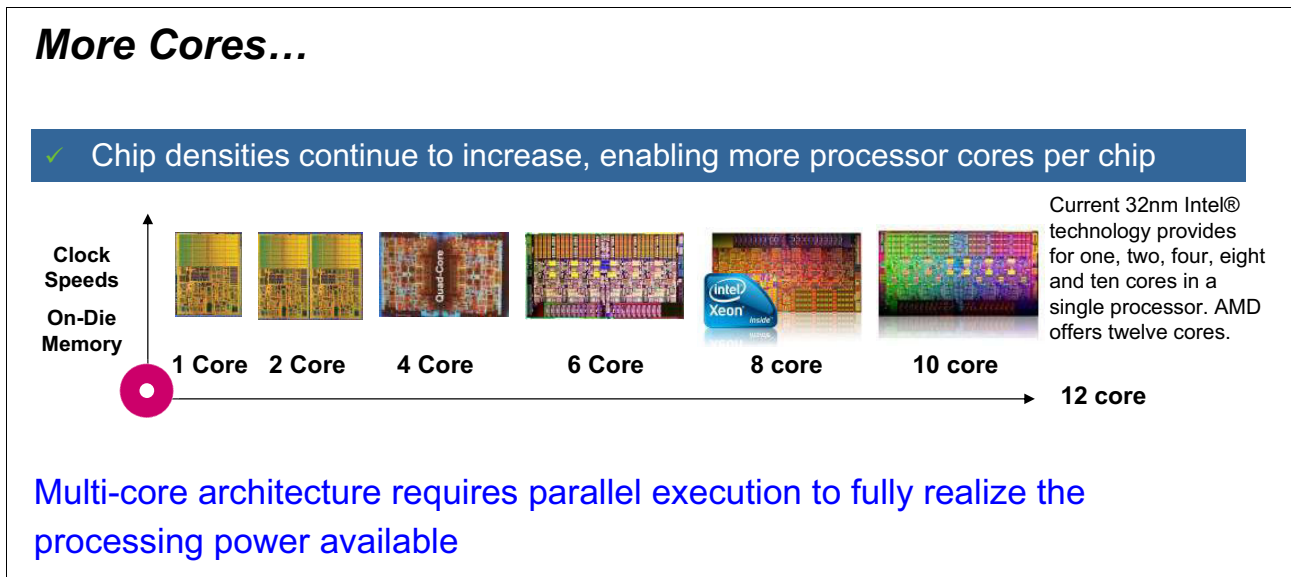 More Cores…
✓ Chip densities continue to increase, enabling more processor cores per chip
Clock
Speeds
On-Die
Memory
Quad-Core
intel
Xeon
inside™
Current 32nm Intel®
technology provides
for one, two, four, eight
and ten cores in a
single processor. AMD
offers twelve cores.
1 Core 2 Core 4 Core 6 Core 8 core 10 core
12 core
Multi-core architecture requires parallel execution to fully realize the
processing power available